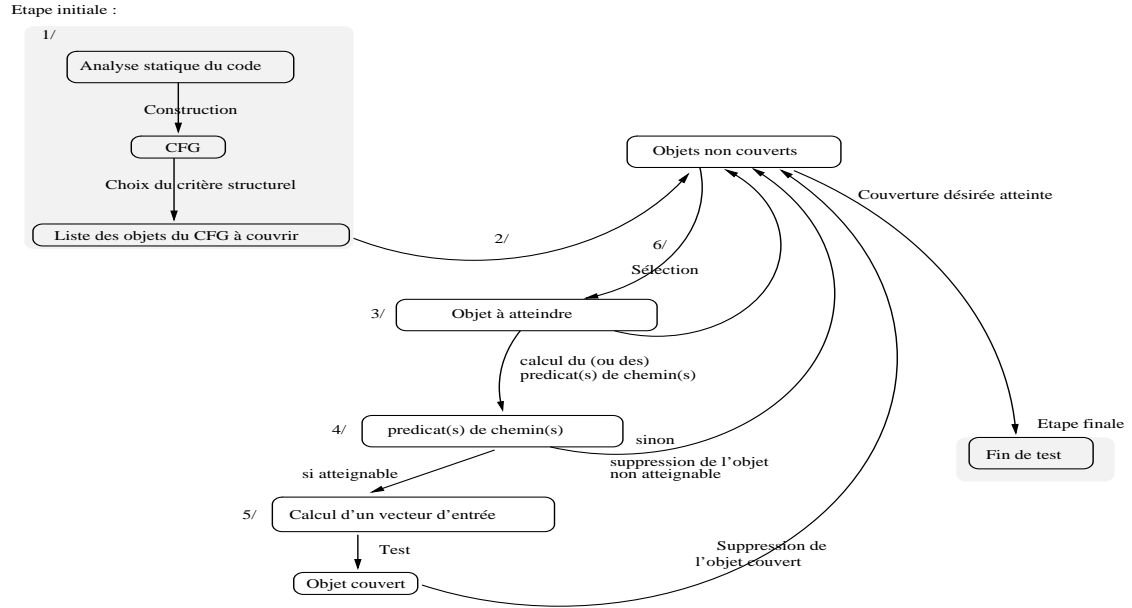 Etape initiale :
1/
Analyse statique du code
Construction
CFG
Choix du critère structurel
Liste des objets du CFG à couvrir
2/
Objets non couverts
Couverture désirée atteinte
6/
Sélection
3/
Objet à atteindre
calcul du (ou des)
predicat(s) de chemin(s)
4/
predicat(s) de chemin(s)
sinon
suppression de l'objet
non atteignable
si atteignable
Etape finale
Fin de test
5/
Calcul d'un vecteur d'entrée
Test
Objet couvert
Suppression de
l'objet couvert